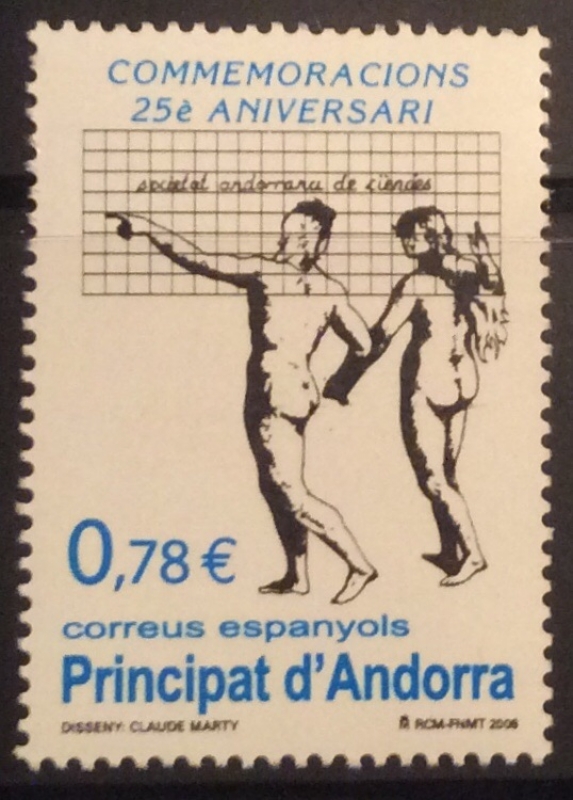 COMMEMORACIONS
25è ANIVERSARI
societat andorrana de ciències
0,78 €
correus espanyols
Principat d'Andorra
DISSENY: CLAUDE MARTY
RCM-FNMT 2008